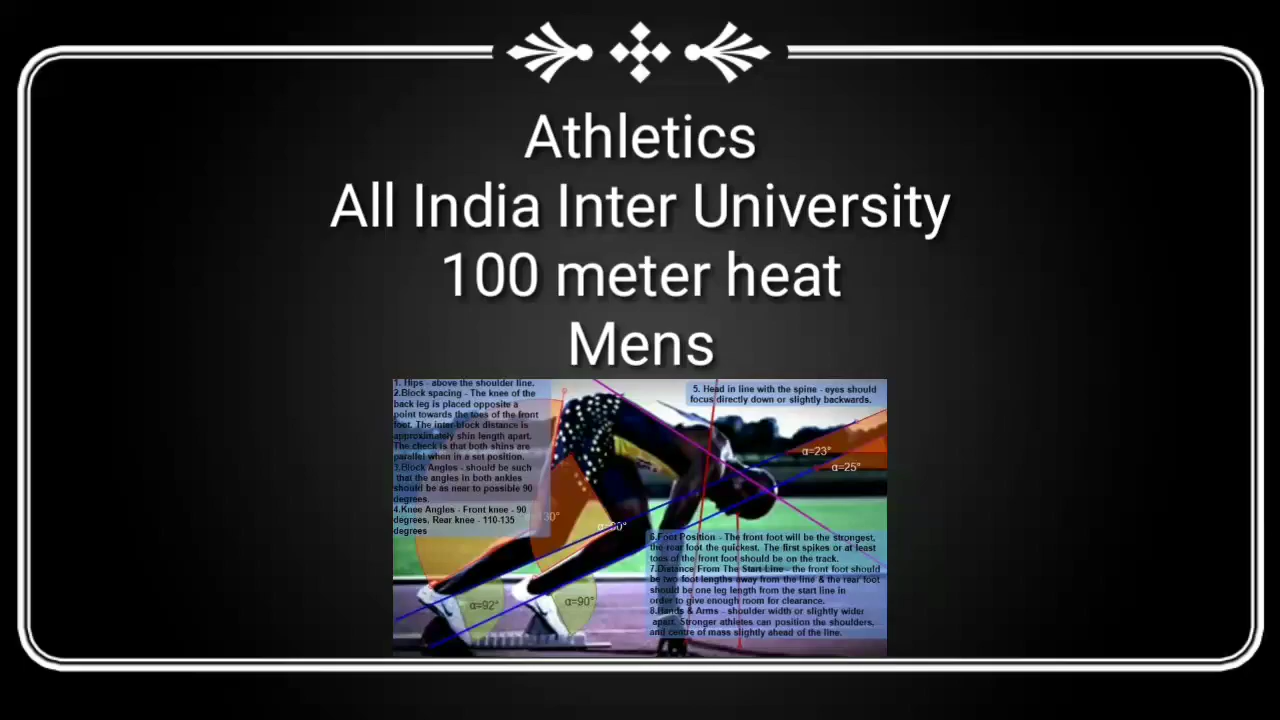 Athletics
All India Inter University
100 meter heat
Mens
1. Hips - above the shoulder line.
2.Block spacing - The knee of the
back leg is placed opposite a
point towards the toes of the front
foot. The inter block distance is
approximately shin length apart.
The check is that both shins are
parallel when in a set position.
3.Block Angles - should be such
that the angles in both ankles
should be as near to possible 90
degrees.
4.Knee Angles - Front knee - 90
degrees, Rear knee - 110-135
degrees
5. Head in line with the spine - eyes should
focus directly down or slightly backwards.
α=23°
α=25°
130°
α=90°
6.Foot Position - The front foot will be the strongest,
the rear foot the quickest. The first spikes or at least
toes of the front foot should be on the track.
7.Distance From The Start Line - the front foot should
be two foot lengths away from the line & the rear foot
should be one leg length from the start line in
order to give enough room for clearance.
8.Hands & Arms - shoulder width or slightly wider
apart. Stronger athletes can position the shoulders,
and centre of mass slightly ahead of the line.
α=92°
α=90°